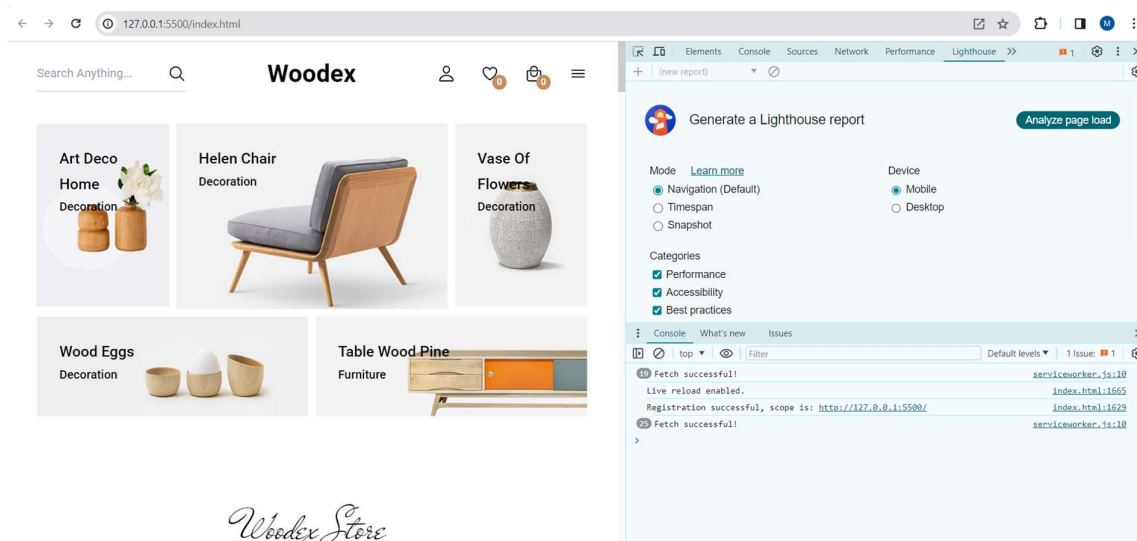 127.0.0.1:5500/index.html
M
Search Anything...
Woodex
0
0
Art Deco
Home
Decoration
Helen Chair
Decoration
Vase Of
Flowers
Decoration
Wood Eggs
Decoration
Table Wood Pine
Furniture
Woodex Store
Elements Console Sources Network Performance Lighthouse >> 1
(new report)
Generate a Lighthouse report
Analyze page load
Mode Learn more
Navigation (Default)
Timespan
Snapshot
Device
Mobile
Desktop
Categories
Performance
Accessibility
Best practices
Console What's new Issues
top Filter Default levels 1 Issue: 1
19 Fetch successful! serviceworker.js:10
Live reload enabled. index.html:1665
Registration successful, scope is: http://127.0.0.1:5500/ index.html:1629
25 Fetch successful! serviceworker.js:10
>